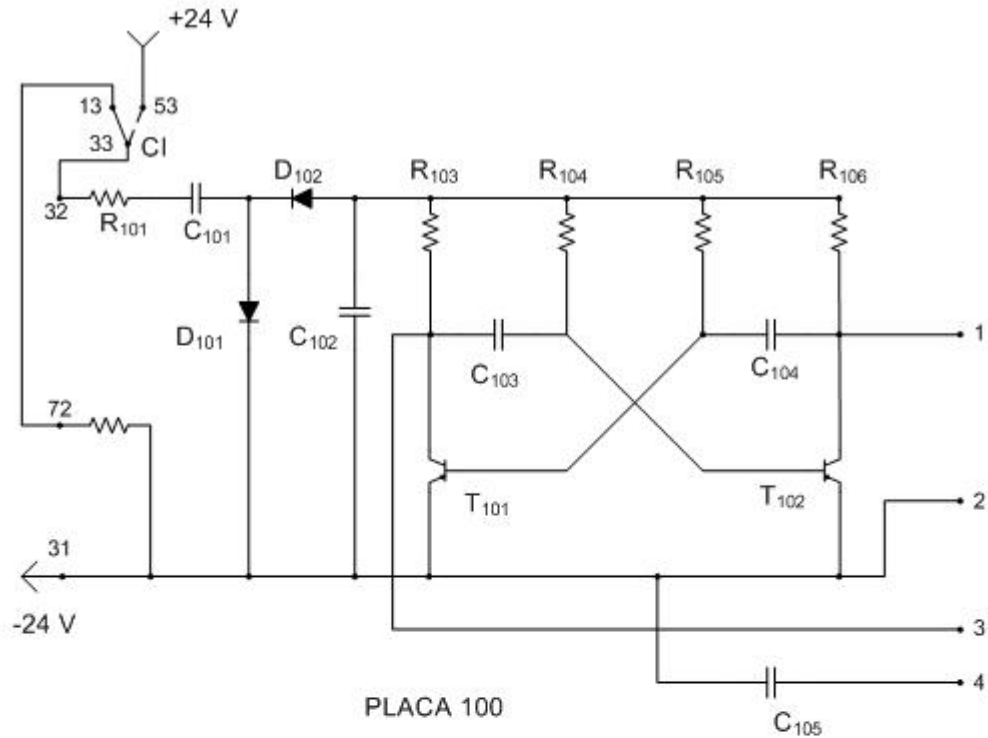 +24 V
13
53
33
CI
32
R101
C101
D102
R103
R104
R105
R106
D101
C102
C103
C104
1
72
T101
T102
2
31
-24 V
3
4
PLACA 100
C105